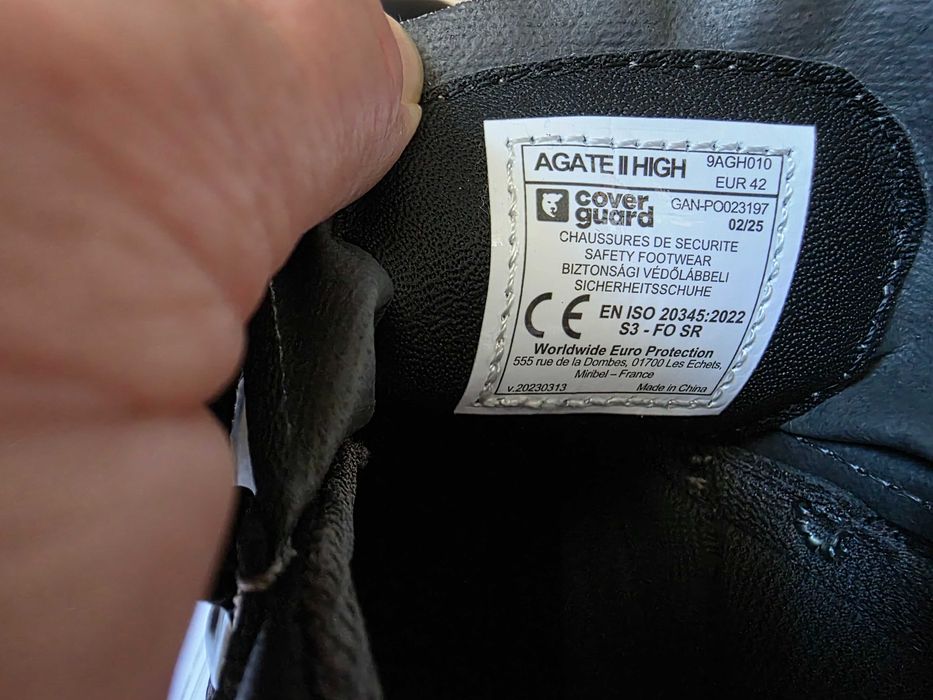 AGATE II HIGH 9AGH010
EUR 42
cover guard GAN-PO023197
02/25
CHAUSSURES DE SECURITE
SAFETY FOOTWEAR
BIZTONSÁGI VÉDŐLÁBBELI
SICHERHEITSSCHUHE
CE EN ISO 20345:2022
S3 - FO SR
Worldwide Euro Protection
555 rue de la Dombes, 01700 Les Echets,
Miribel – France
v.20230313 Made in China